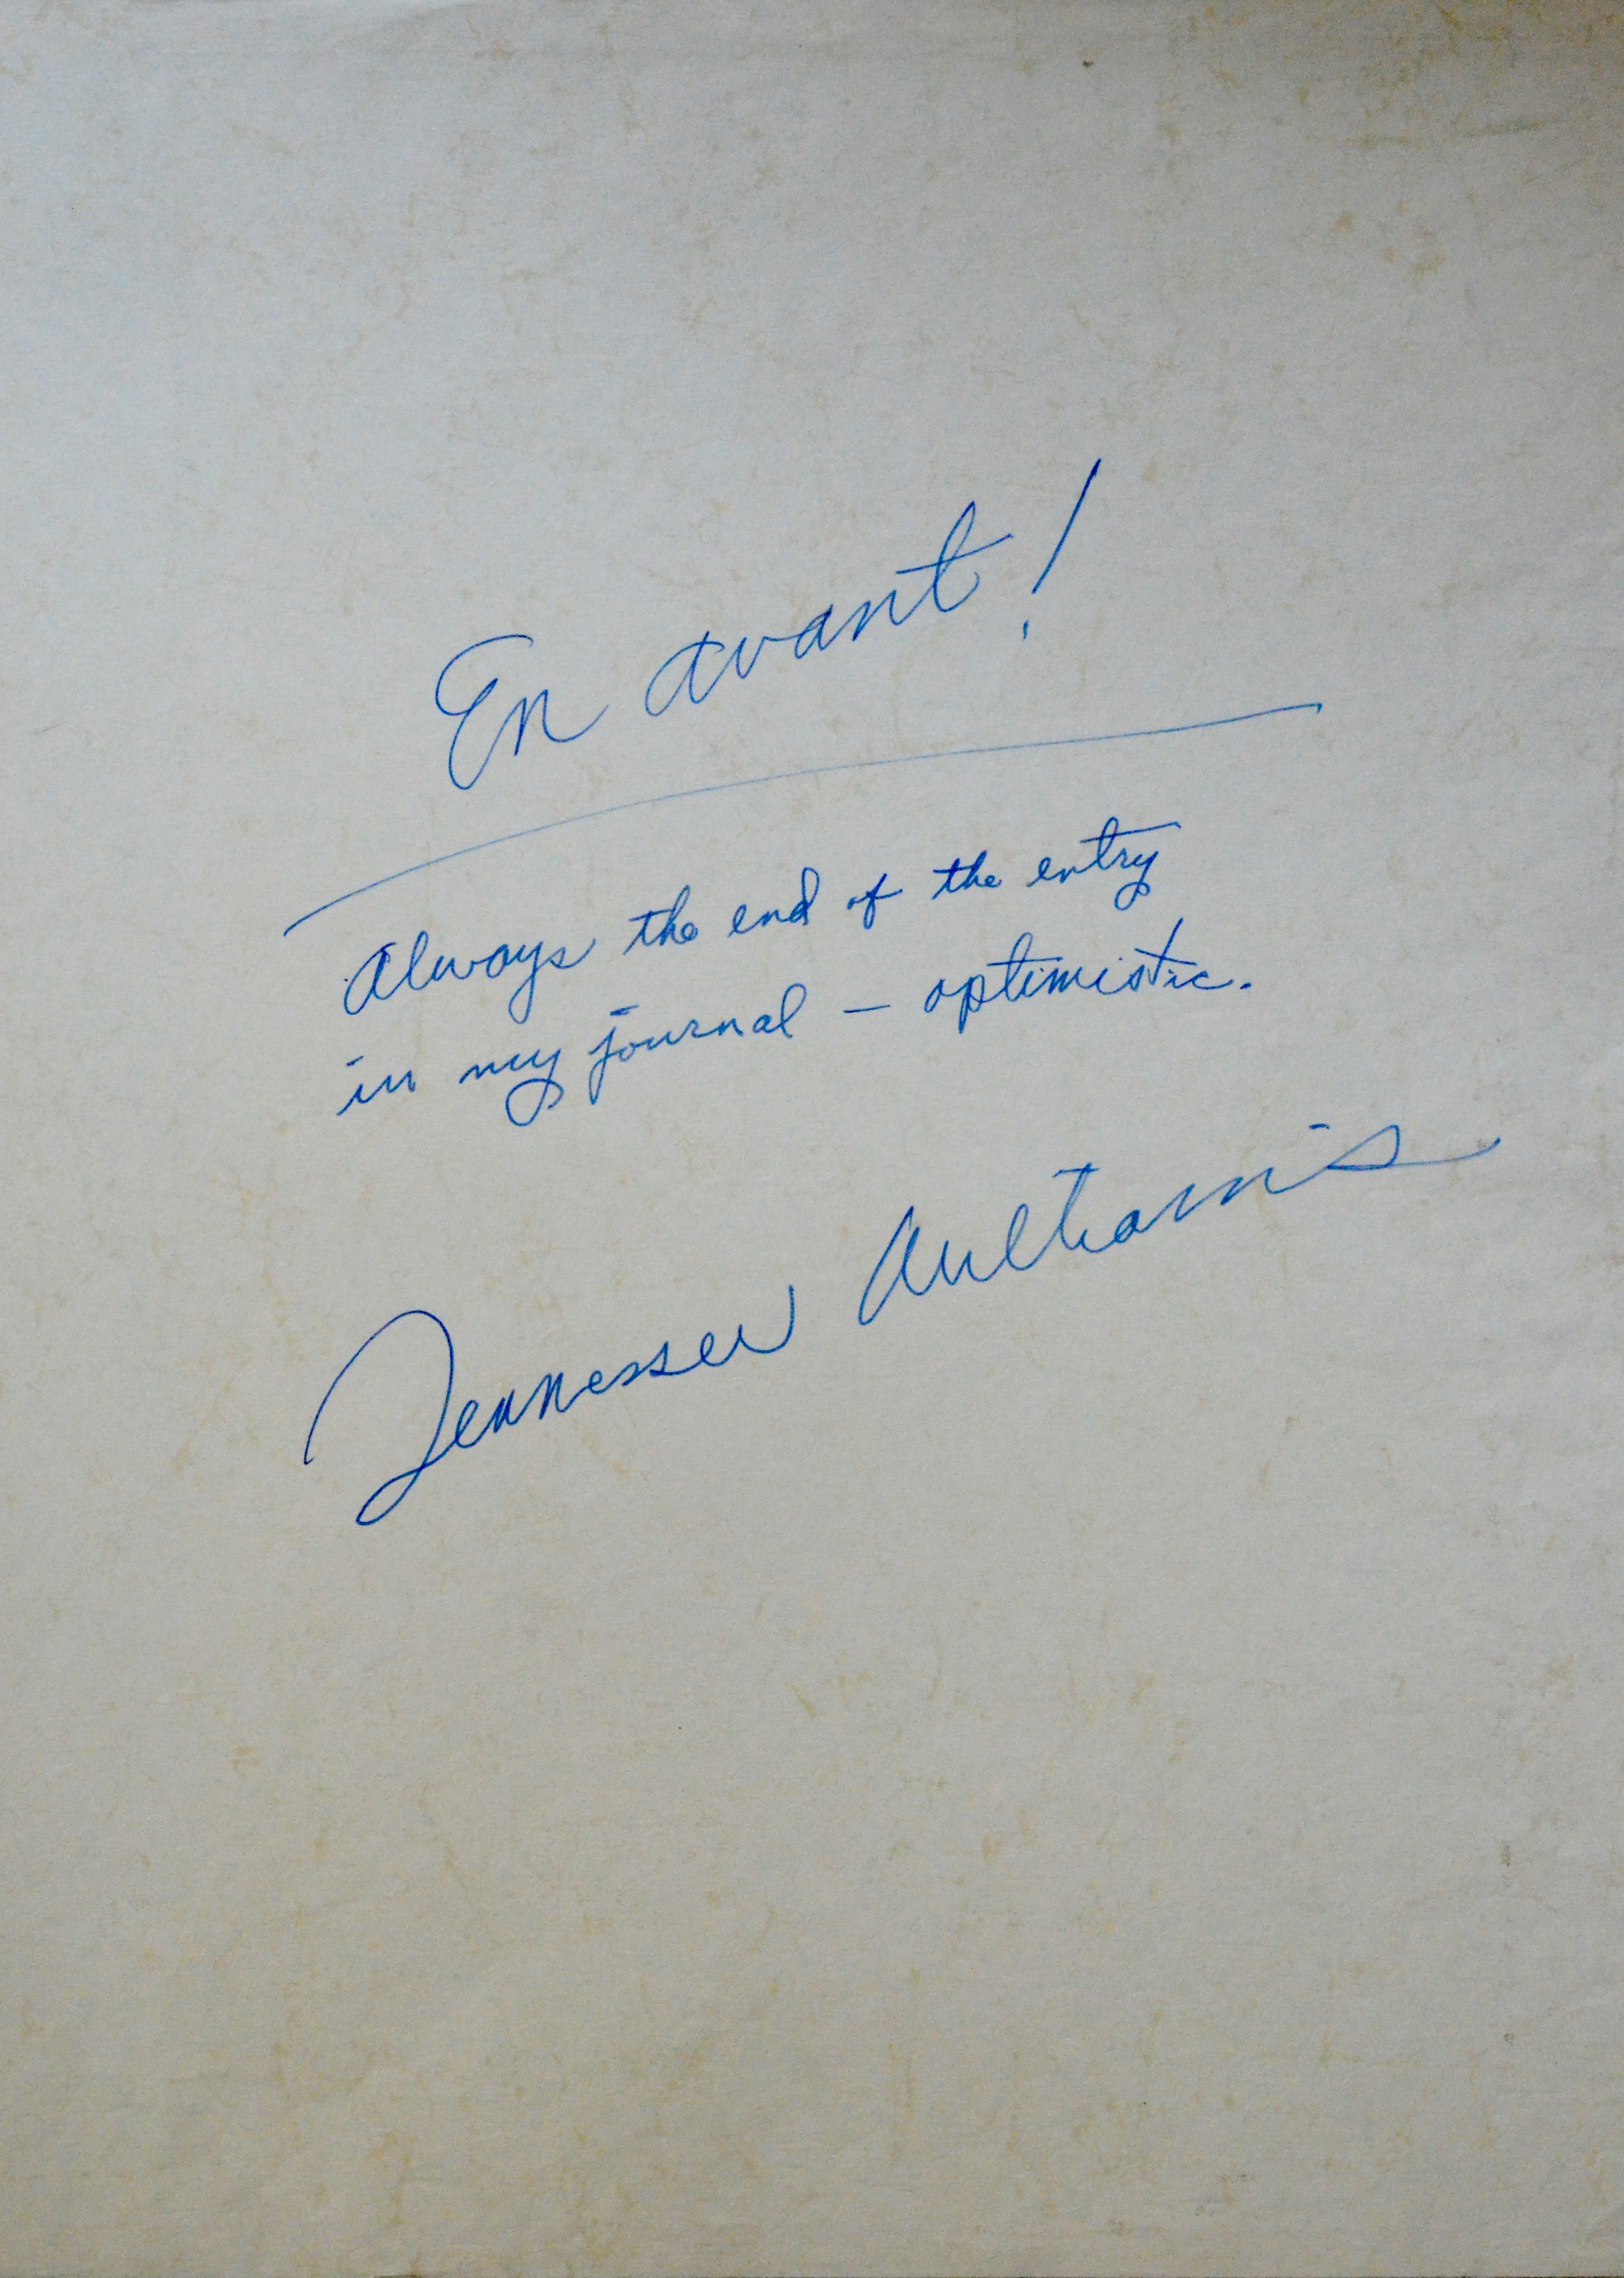 En avant!
Always the end of the entry
in my journal – optimistic.
Tennessee Williams